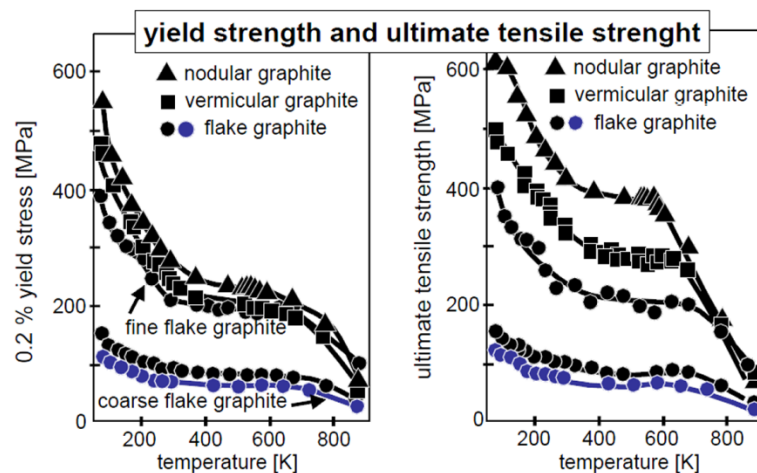 yield strength and ultimate tensile strenght
0.2 % yield stress [MPa]
600
400
200
0
nodular graphite
vermicular graphite
flake graphite
fine flake graphite
coarse flake graphite
200 400 600 800
temperature [K]
ultimate tensile strength [MPa]
600
400
300
200
100
0
nodular graphite
vermicular graphite
flake graphite
200 400 600 800
temperature [K]